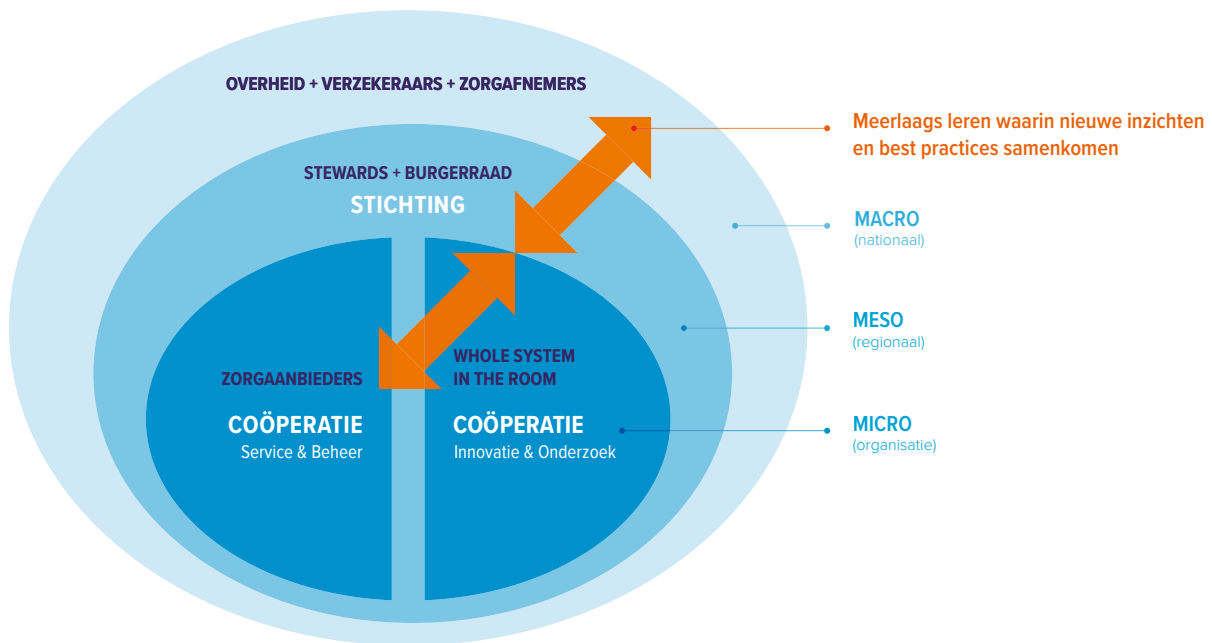 OVERHEID + VERZEKERAARS + ZORGAFNEMERS
Meerlaags leren waarin nieuwe inzichten
en best practices samenkomen
STEWARDS + BURGERRAAD
STICHTING
MACRO
(nationaal)
MESO
(regionaal)
ZORGAANBIEDERS
COÖPERATIE
Service & Beheer
WHOLE SYSTEM
IN THE ROOM
COÖPERATIE
Innovatie & Onderzoek
MICRO
(organisatie)